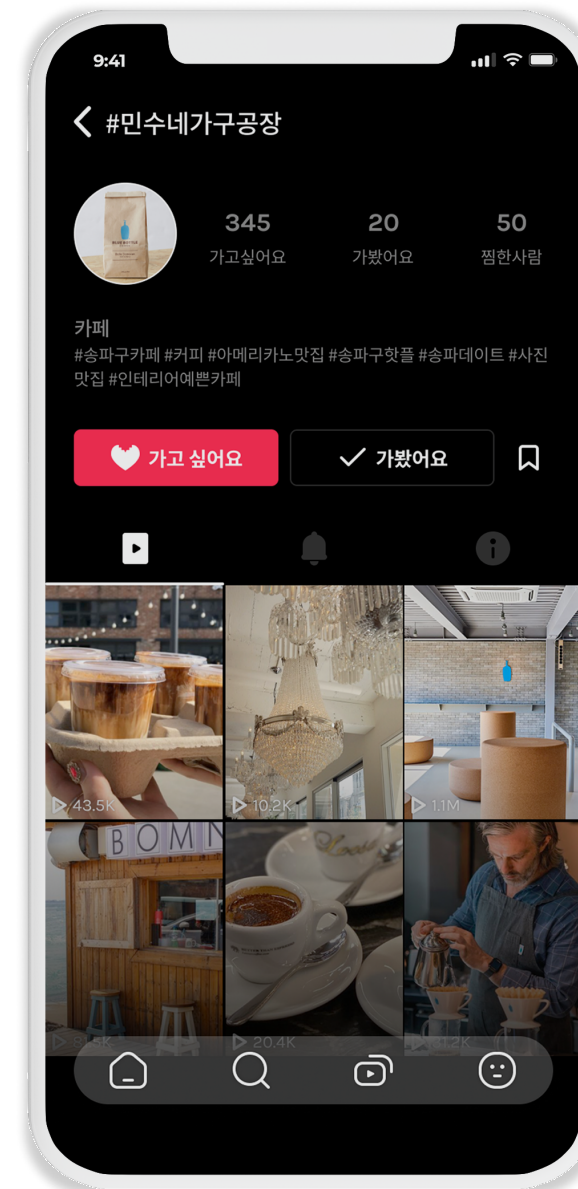 9:41
#민수네가구공장
345 20 50
가고싶어요 가봤어요 찜한사람
카페
#송파구카페 #커피 #아메리카노맛집 #송파구핫플 #송파데이트 #사진
맛집 #인테리어예쁜카페
가고 싶어요 가봤어요
43.5K 10.2K 1.1M
BOMN
20.4K